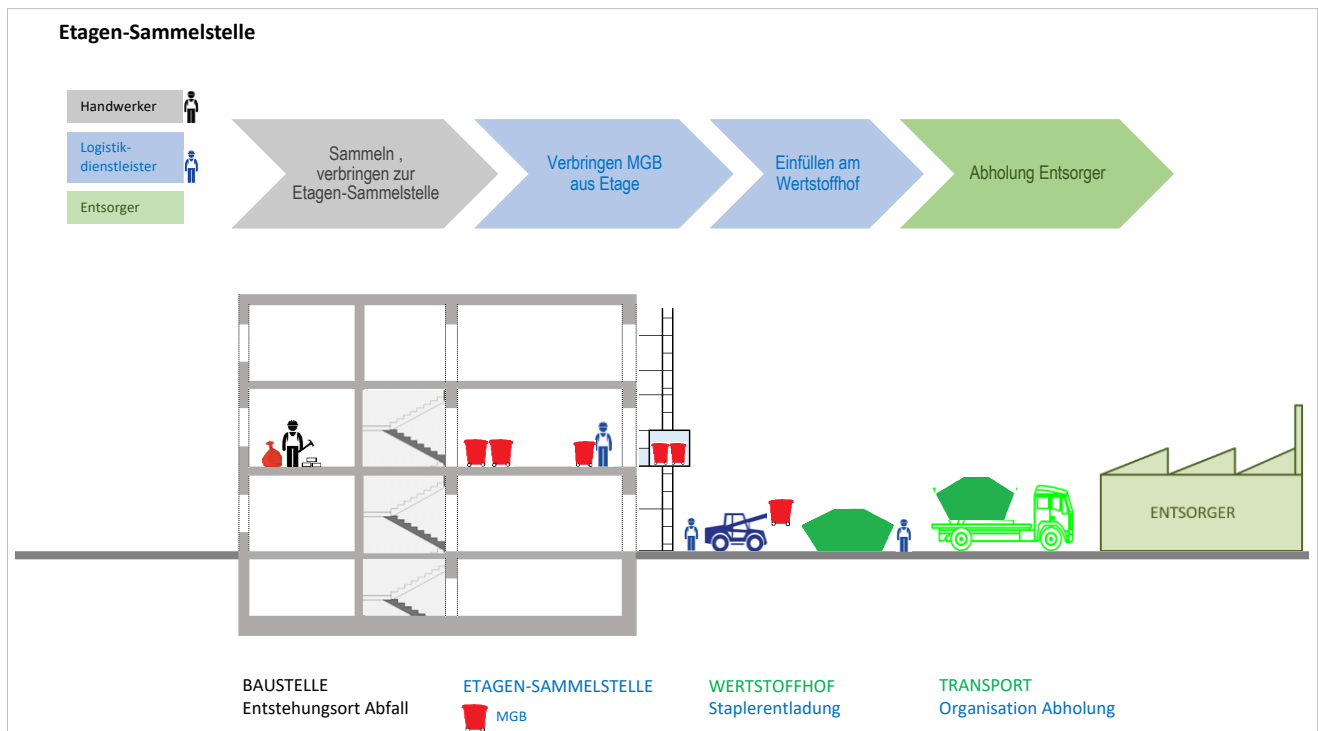 Etagen-Sammelstelle
Handwerker
Logistik-
dienstleister
Entsorger
Sammeln ,
verbringen zur
Etagen-Sammelstelle
Verbringen MGB
aus Etage
Einfüllen am
Wertstoffhof
Abholung Entsorger
ENTSORGER
BAUSTELLE
Entstehungsort Abfall
ETAGEN-SAMMELSTELLE
MGB
WERTSTOFFHOF
Staplerentladung
TRANSPORT
Organisation Abholung